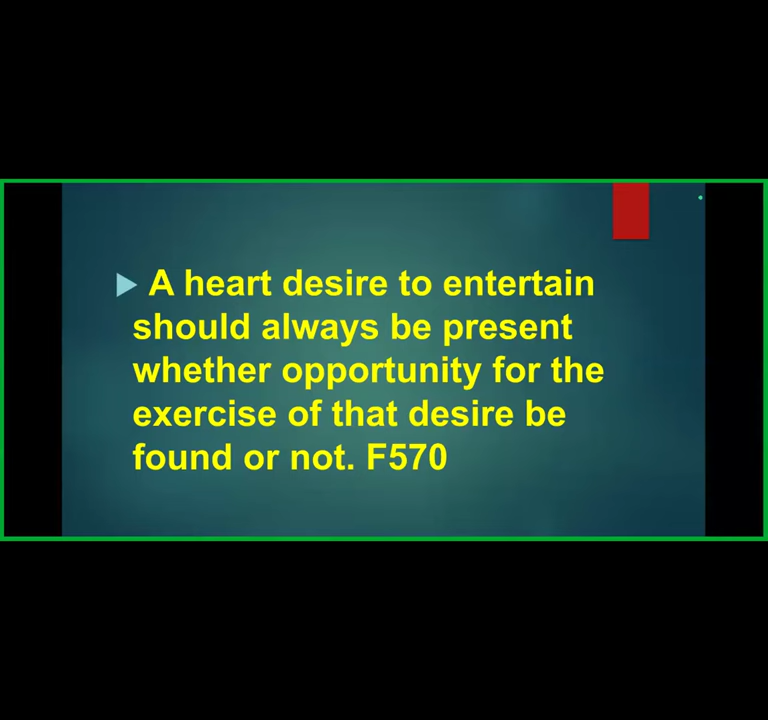 A heart desire to entertain
should always be present
whether opportunity for the
exercise of that desire be
found or not. F570